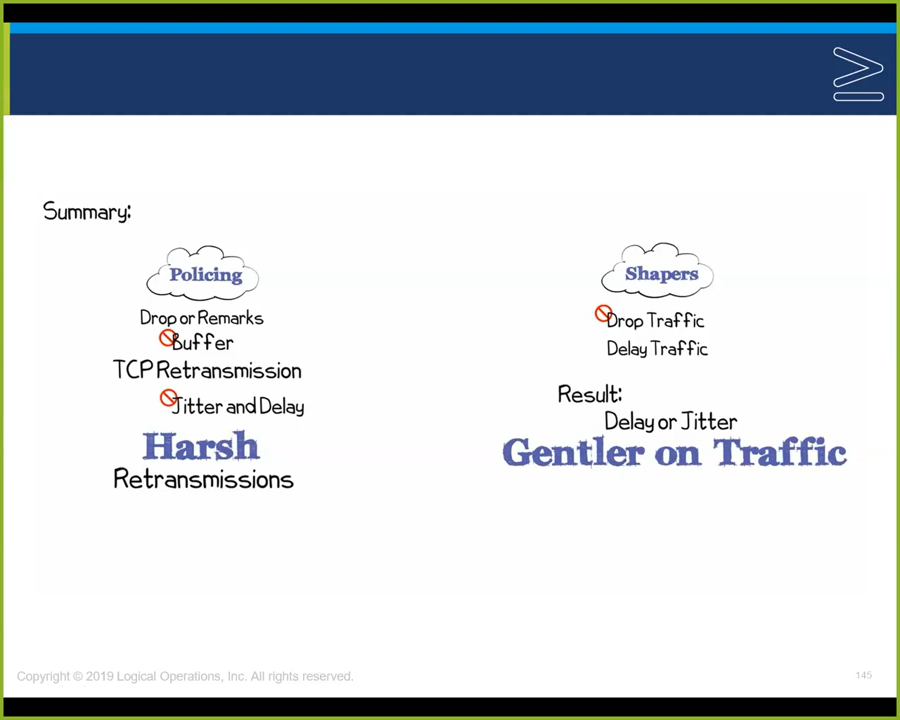 Summary:
Policing
Drop or Remarks
Buffer
TCP Retransmission
Jitter and Delay
Harsh
Retransmissions
Shapers
Drop Traffic
Delay Traffic
Result:
Delay or Jitter
Gentler on Traffic
Copyright © 2019 Logical Operations, Inc. All rights reserved.
145